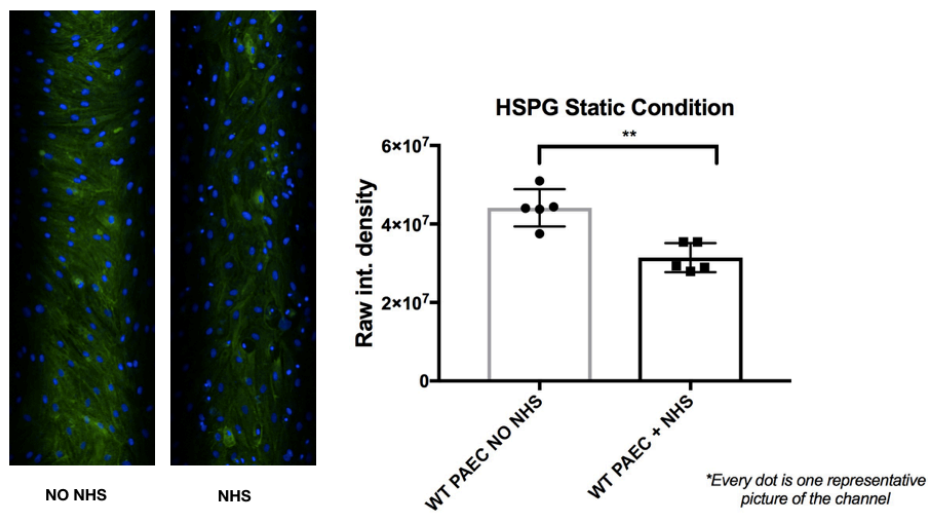 NO NHS
NHS
HSPG Static Condition
**
Raw int. density
6×10⁷
4×10⁷
2×10⁷
0
WT PAEC NO NHS
WT PAEC + NHS
*Every dot is one representative
picture of the channel